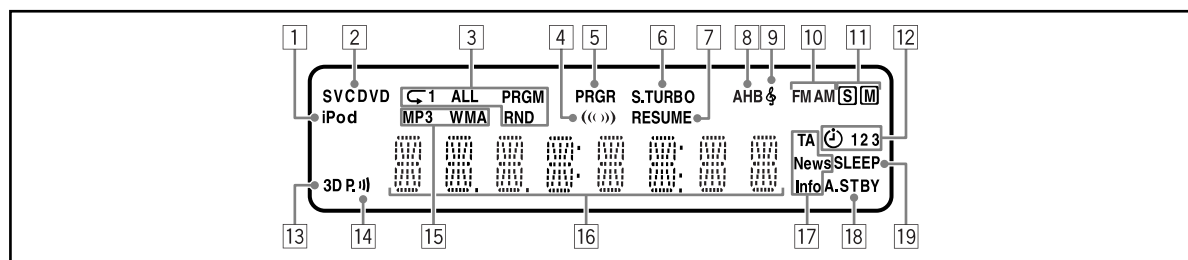 1 2 3 4 5 6 7 8 9 10 11 12
SVCDVD 1 ALL PRGM PRGR S.TURBO AHB FM AM S M
iPod MP3 WMA RND ((( ))) RESUME TA 1 2 3
News SLEEP
3D P. Info A.STBY
13 14 15 16 17 18 19